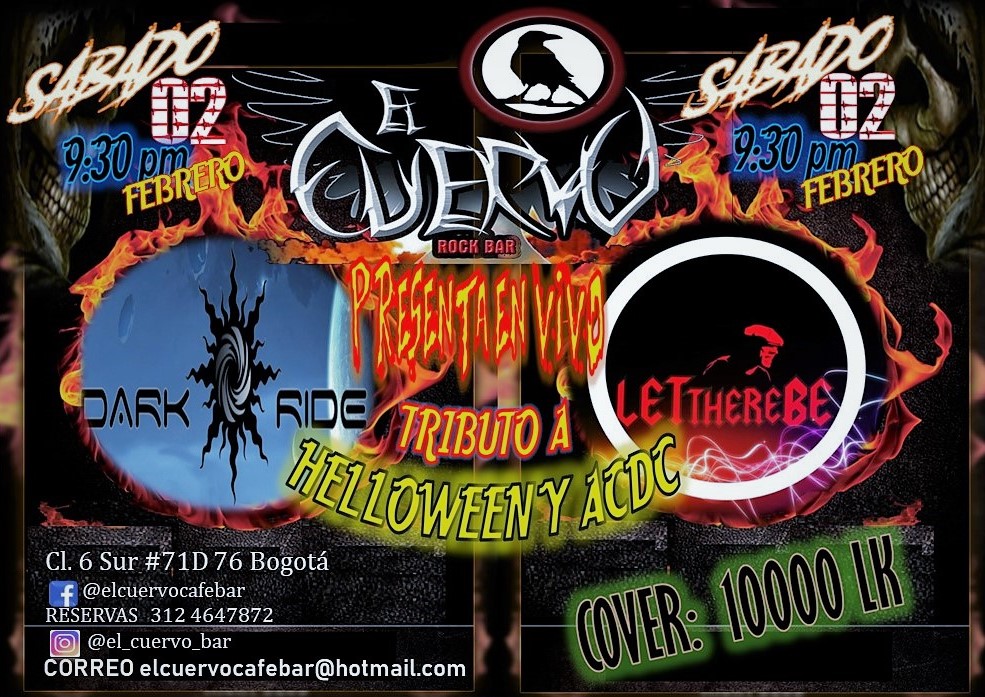 SABADO
02
9:30 pm
FEBRERO
EL
CUERVO
ROCK BAR
SABADO
02
9:30 pm
FEBRERO
PRESENTA EN VIVO
DARK RIDE
LET THERE BE
TRIBUTO A
HELLOWEEN Y ACDC
Cl. 6 Sur #71D 76 Bogotá
@elcuervocafebar
RESERVAS 312 4647872
@el_cuervo_bar
CORREO elcuervocafebar@hotmail.com
COVER: 10000 LK